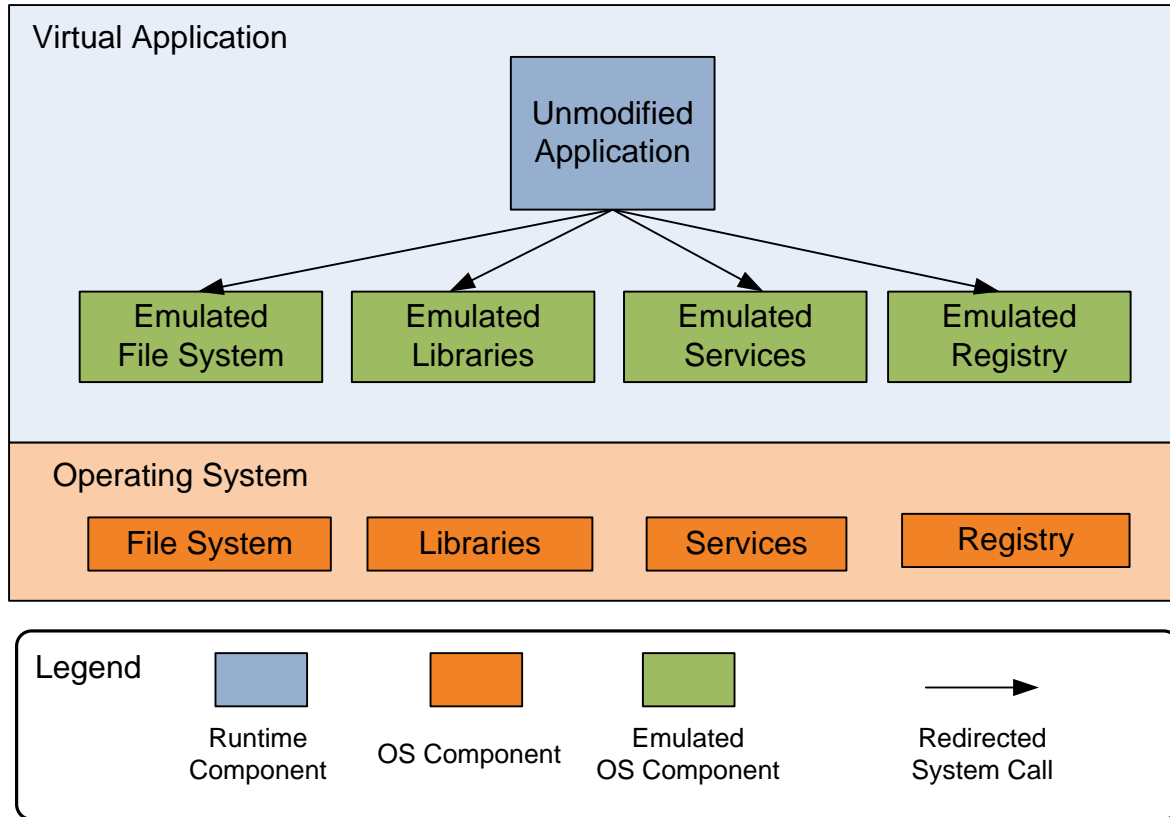 Virtual Application
Unmodified
Application
Emulated
File System
Emulated
Libraries
Emulated
Services
Emulated
Registry
Operating System
File System
Libraries
Services
Registry
Legend
Runtime
Component
OS Component
Emulated
OS Component
Redirected
System Call